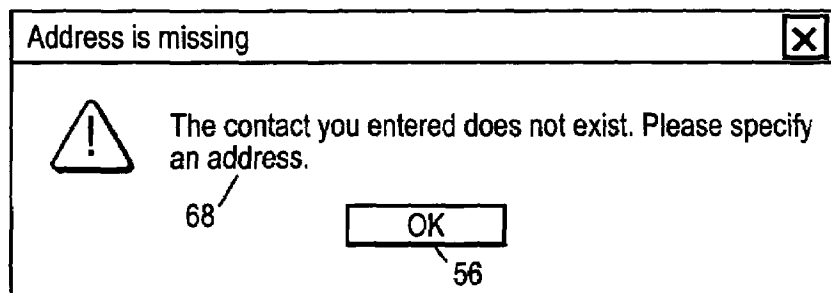 Address is missing
The contact you entered does not exist. Please specify
an address.
68
OK
56